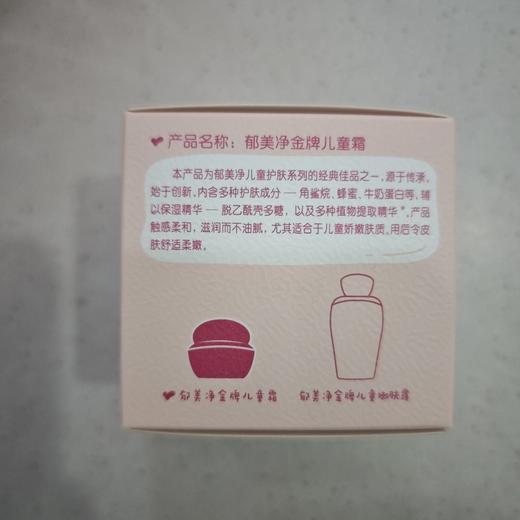 产品名称：郁美净金牌儿童霜
本产品为郁美净儿童护肤系列的经典佳品之一，源于传承，
始于创新，内含多种护肤成分－角鲨烷、蜂蜜、牛奶蛋白等，辅
以保湿精华－脱乙酰壳多糖，以及多种植物提取精华*。产品
触感柔和，滋润而不油腻，尤其适合于儿童娇嫩肤质。用后令皮
肤舒适柔嫩。
郁美净金牌儿童霜
郁美净金牌儿童嫩肤露